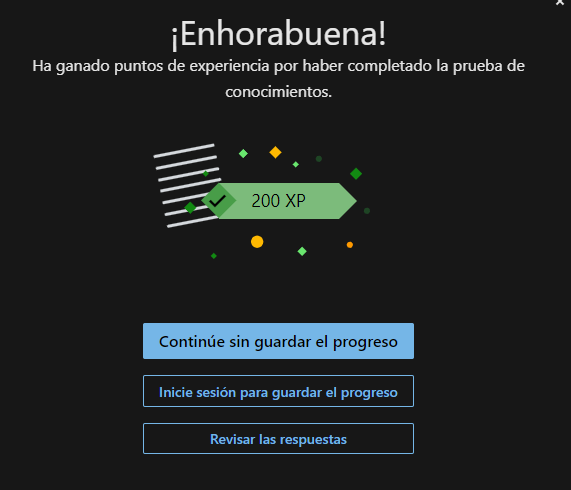 ¡Enhorabuena!
Ha ganado puntos de experiencia por haber completado la prueba de
conocimientos.
200 XP
Continúe sin guardar el progreso
Inicie sesión para guardar el progreso
Revisar las respuestas